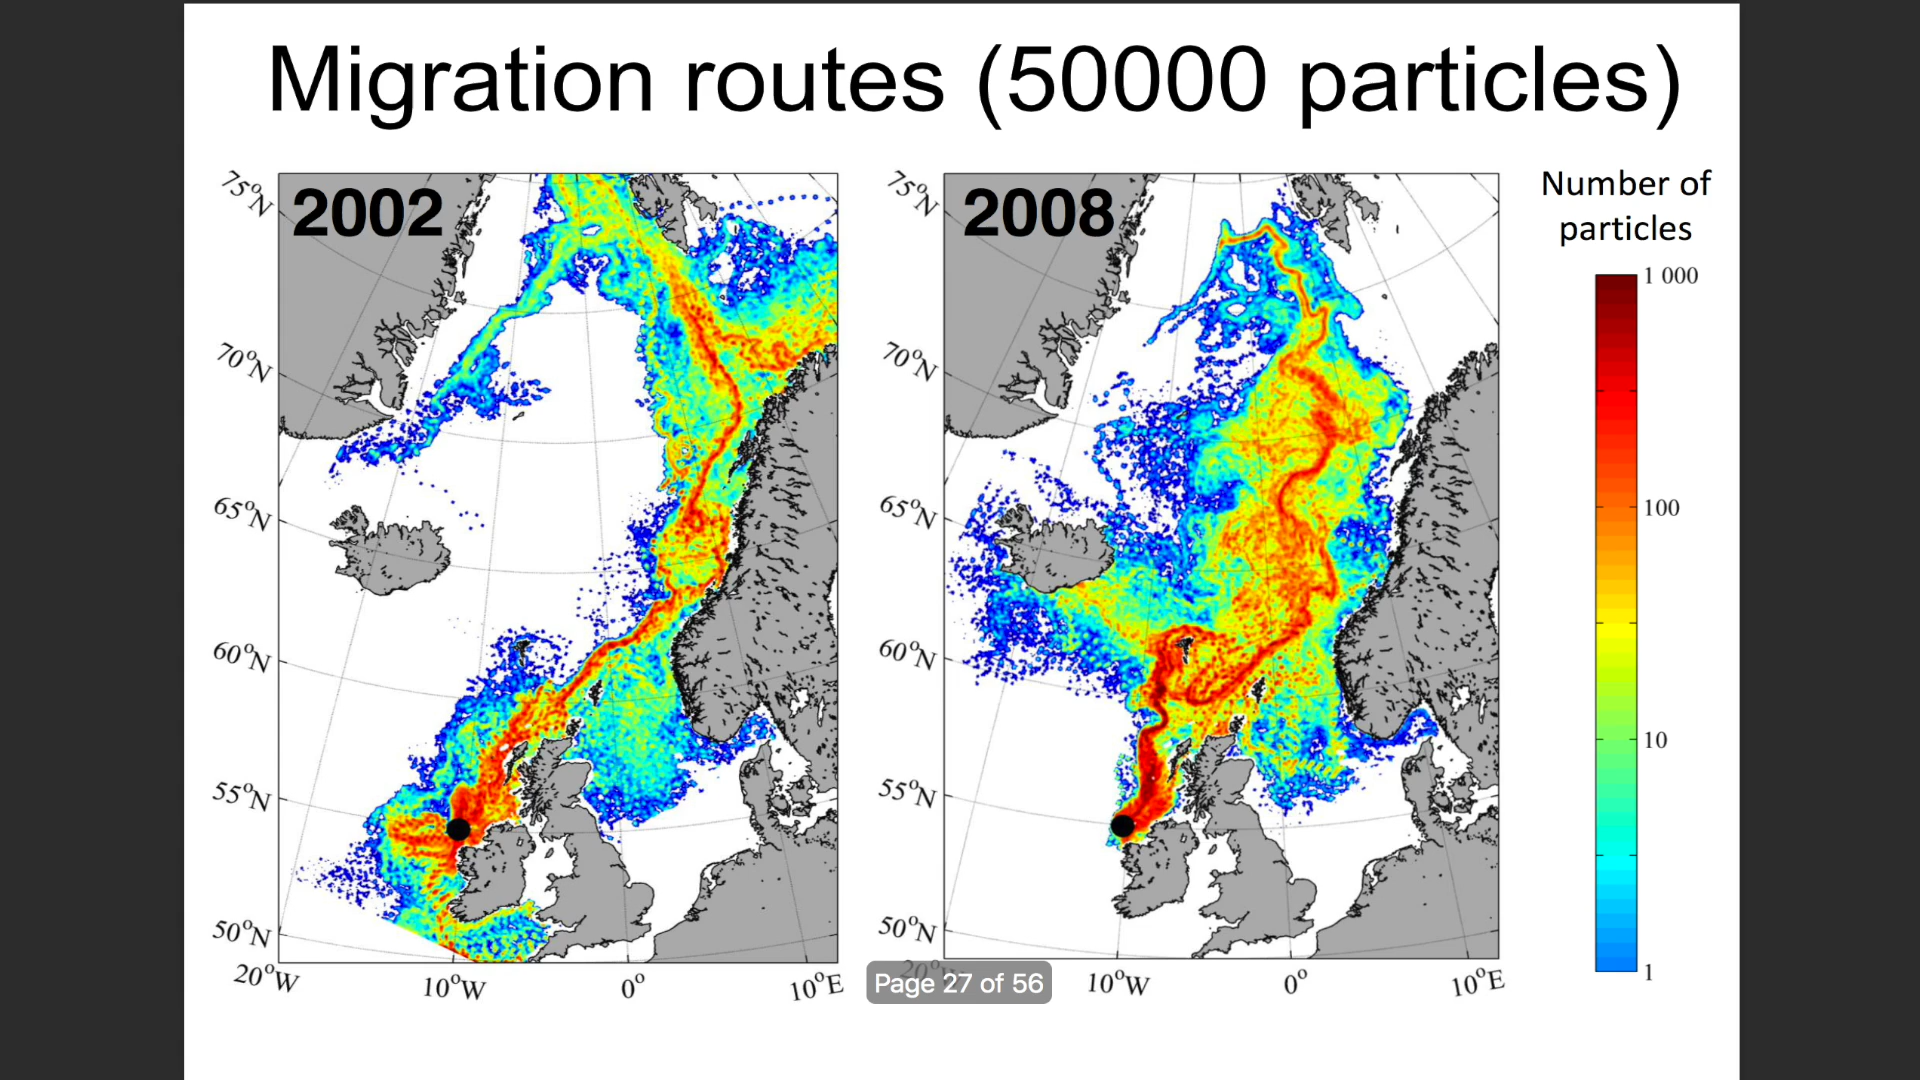 Migration routes (50000 particles)
2002
75°N
70°N
65°N
60°N
55°N
50°N
20°W
10°W
0°
10°E
2008
75°N
70°N
65°N
60°N
55°N
50°N
20°W
10°W
0°
10°E
Number of
particles
1 000
100
10
1
Page 27 of 56